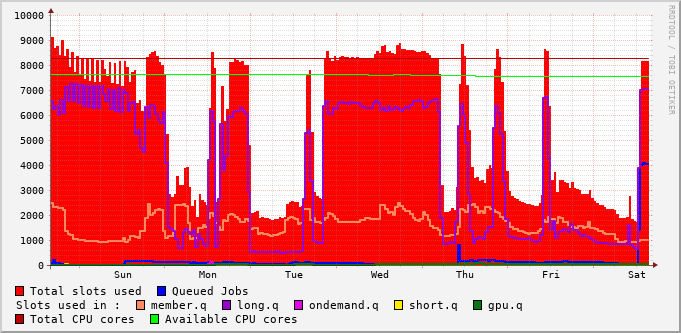 10000
9000
8000
7000
6000
5000
4000
3000
2000
1000
0
Sun Mon Tue Wed Thu Fri Sat
RRDTOOL / TOBI OETIKER
Total slots used Queued Jobs
Slots used in : member.q long.q ondemand.q short.q gpu.q
Total CPU cores Available CPU cores